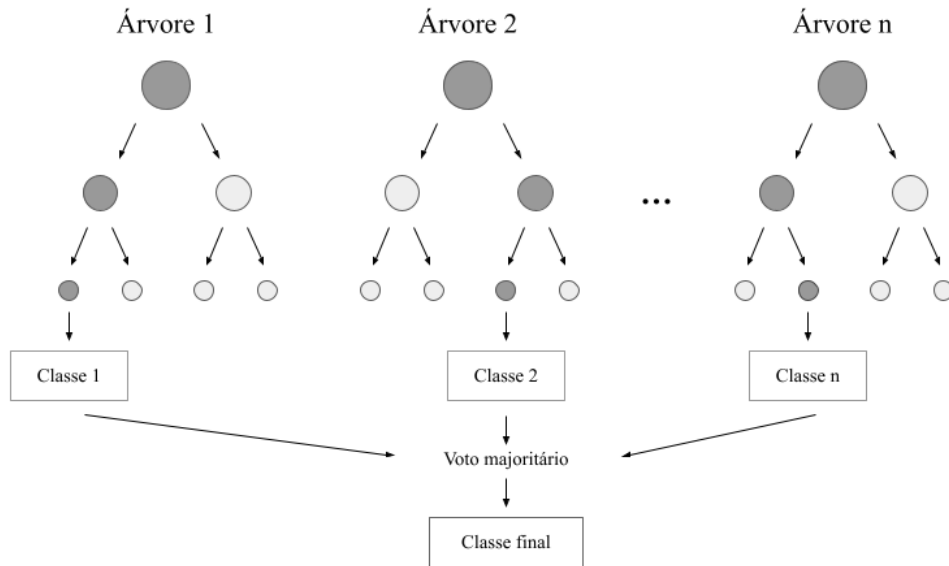 Árvore 1 Árvore 2 Árvore n
...
Classe 1 Classe 2 Classe n
Voto majoritário
Classe final